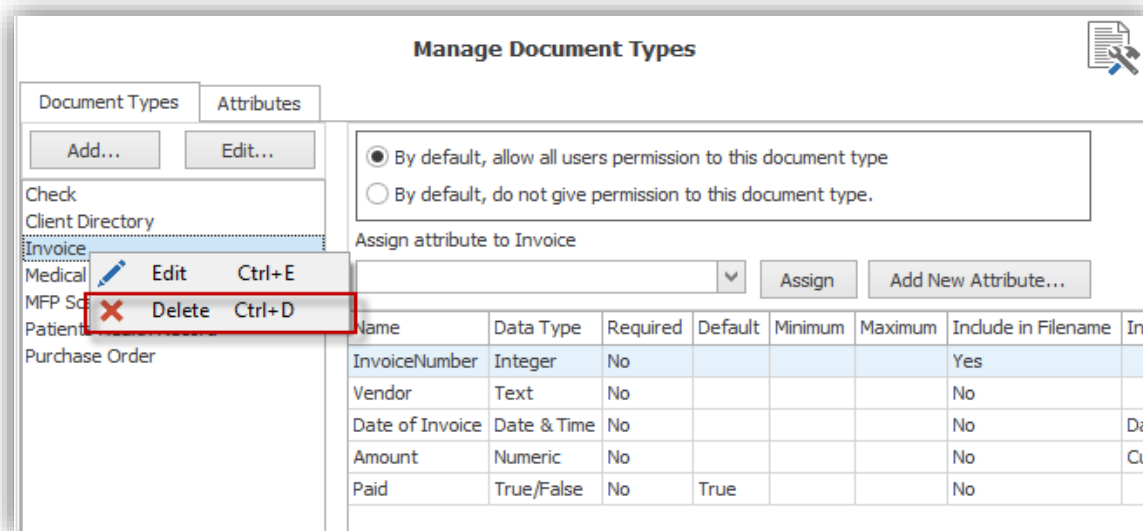 Manage Document Types
Document Types Attributes
Add... Edit...
By default, allow all users permission to this document type
By default, do not give permission to this document type.
Check
Client Directory
Invoice
Medical
MFP
Purchase Order
Edit Ctrl+E
Delete Ctrl+D
Assign attribute to Invoice
Assign Add New Attribute...
Name Data Type Required Default Minimum Maximum Include in Filename
InvoiceNumber Integer No Yes
Vendor Text No No
Date of Invoice Date & Time No No
Amount Numeric No No
Paid True/False No True No